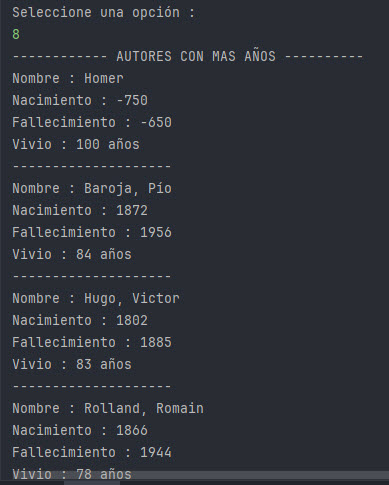 Seleccione una opción :
8
------------ AUTORES CON MAS AÑOS ----------
Nombre : Homer
Nacimiento : -750
Fallecimiento : -650
Vivio : 100 años
--------------------
Nombre : Baroja, Pío
Nacimiento : 1872
Fallecimiento : 1956
Vivio : 84 años
--------------------
Nombre : Hugo, Victor
Nacimiento : 1802
Fallecimiento : 1885
Vivio : 83 años
--------------------
Nombre : Rolland, Romain
Nacimiento : 1866
Fallecimiento : 1944
Vivio : 78 años